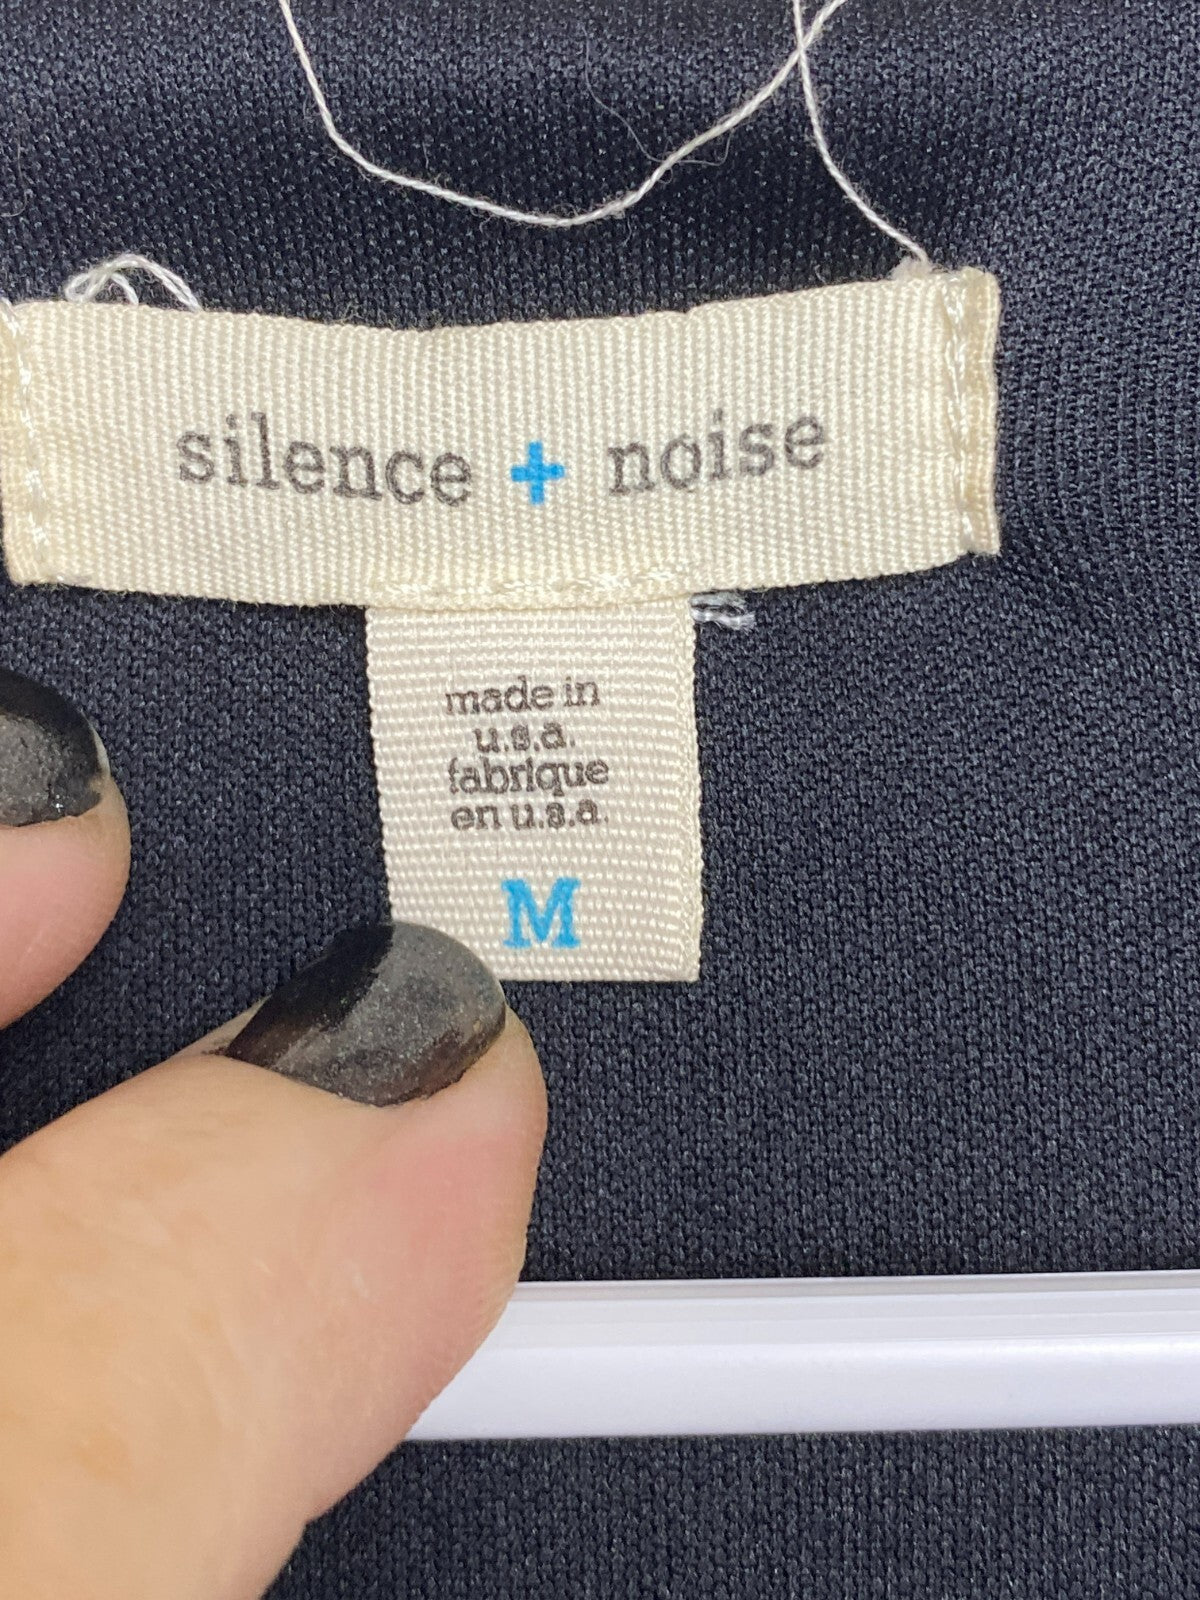 silence + noise
made in
u.s.a.
fabrique
en u.s.a.
M